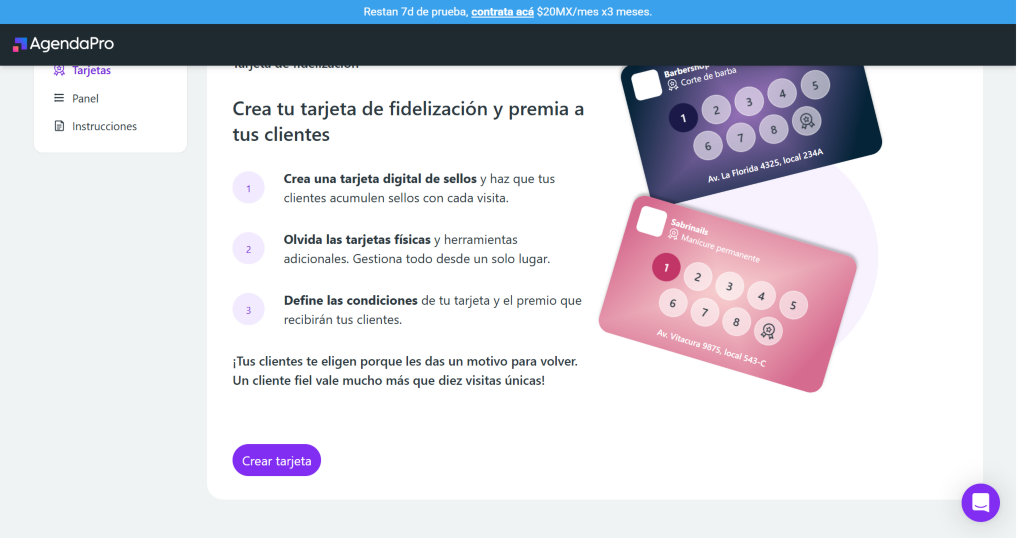 Restan 7d de prueba, contrata acá $20MX/mes x3 meses.
AgendaPro
Tarjetas
Panel
Instrucciones
Tarjeta de fidelización
Crea tu tarjeta de fidelización y premia a
tus clientes
1
Crea una tarjeta digital de sellos y haz que tus
clientes acumulen sellos con cada visita.
2
Olvida las tarjetas físicas y herramientas
adicionales. Gestiona todo desde un solo lugar.
3
Define las condiciones de tu tarjeta y el premio que
recibirán tus clientes.
¡Tus clientes te eligen porque les das un motivo para volver.
Un cliente fiel vale mucho más que diez visitas únicas!
Crear tarjeta
Barbershop
Corte de barba
1 2 3 4 5
6 7 8
Av. La Florida 4325, local 234A
Sabrinails
Manicure permanente
1 2 3 4 5
6 7 8
Av. Vitacura 9875, local 543-C